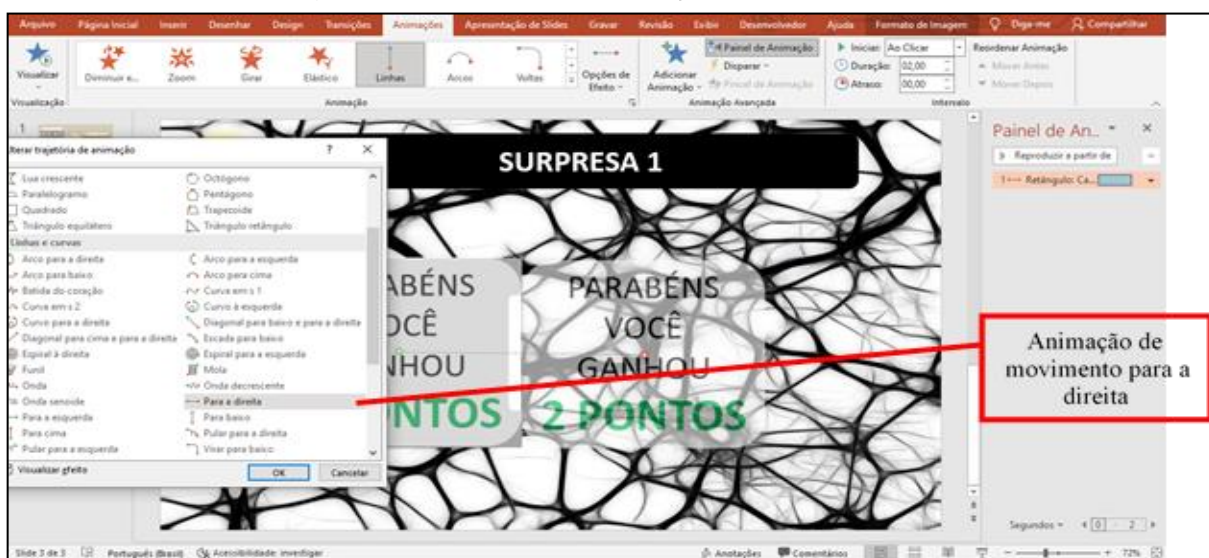 Arquivo Página Inicial Inserir Desenhar Design Transições Animações Apresentação de Slides Gravar Revisão Exibir Desenvolvedor Ajuda Formato de Imagem Diga-me Compartilhar
Visualizar
Diminuir e...
Zoom
Girar
Elástico
Linhas
Arcos
Voltas
Opções de
Efeito
Adicionar
Animação
Painel de Animação
Disparar
Pincel de Animação
Iniciar: Ao Clicar
Duração: 02,00
Atraso: 00,00
Reordenar Animação
Mover Antes
Mover Depois
Visualização
Animação
Animação Avançada
Intervalo
1
lterar trajetória de animação ? ×
Lua crescente Octógono
Paralelogramo Pentágono
Quadrado Trapezoide
Triângulo equilátero Triângulo retângulo
Linhas e curvas
Arco para a direita Arco para a esquerda
Arco para baixo Arco para cima
Batida do coração Curva em s 1
Curva em s 2 Curva à esquerda
Curva para a direita Diagonal para baixo e para a direita
Diagonal para cima e para a direita Escada para baixo
Espiral à direita Espiral para a esquerda
Funil Mola
Onda Onda decrescente
Onda senoide Para a direita
Para a esquerda Para baixo
Para cima Pular para a direita
Pular para a esquerda Virar para baixo
Visualizar efeito OK Cancelar
SURPRESA 1
ABÉNS
OCÊ
NHOU
NTOS
PARABÉNS
VOCÊ
GANHOU
2 PONTOS
Painel de An...
Reproduzir a partir de
1 Retângulo: Ca...
Animação de
movimento para a
direita
Segundos 0 2
Slide 3 de 3 Português (Brasil) Acessibilidade: investigar Anotações Comentários 72%